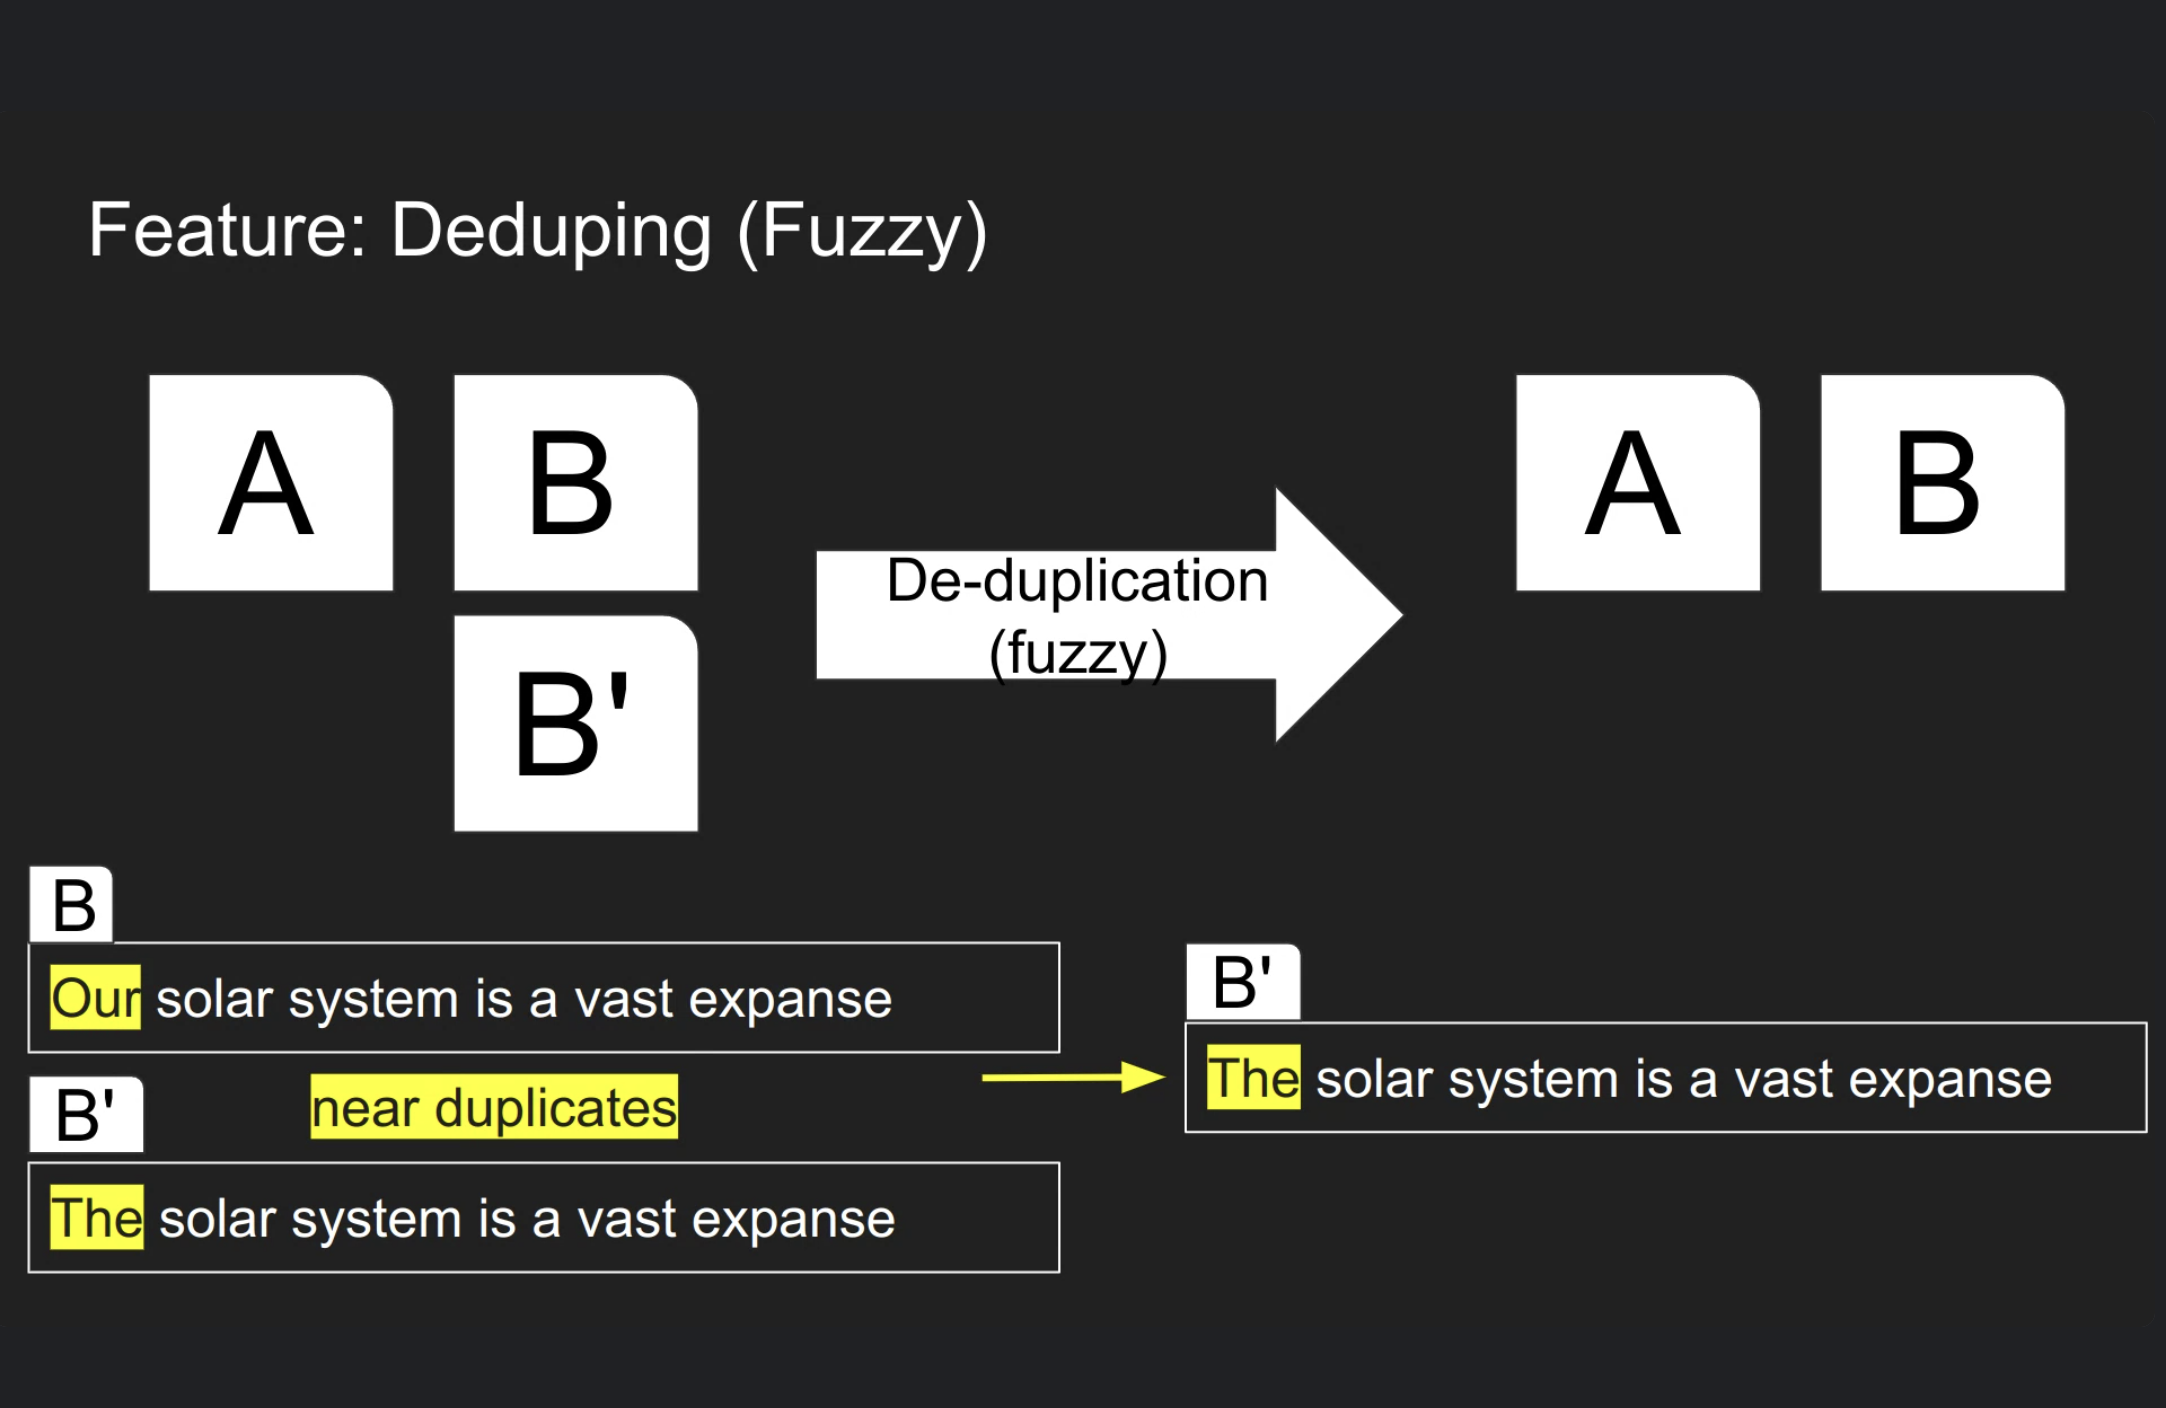 Feature: Deduping (Fuzzy)
A
B
B'
De-duplication
(fuzzy)
A
B
B
Our solar system is a vast expanse
near duplicates
B'
The solar system is a vast expanse
B'
The solar system is a vast expanse